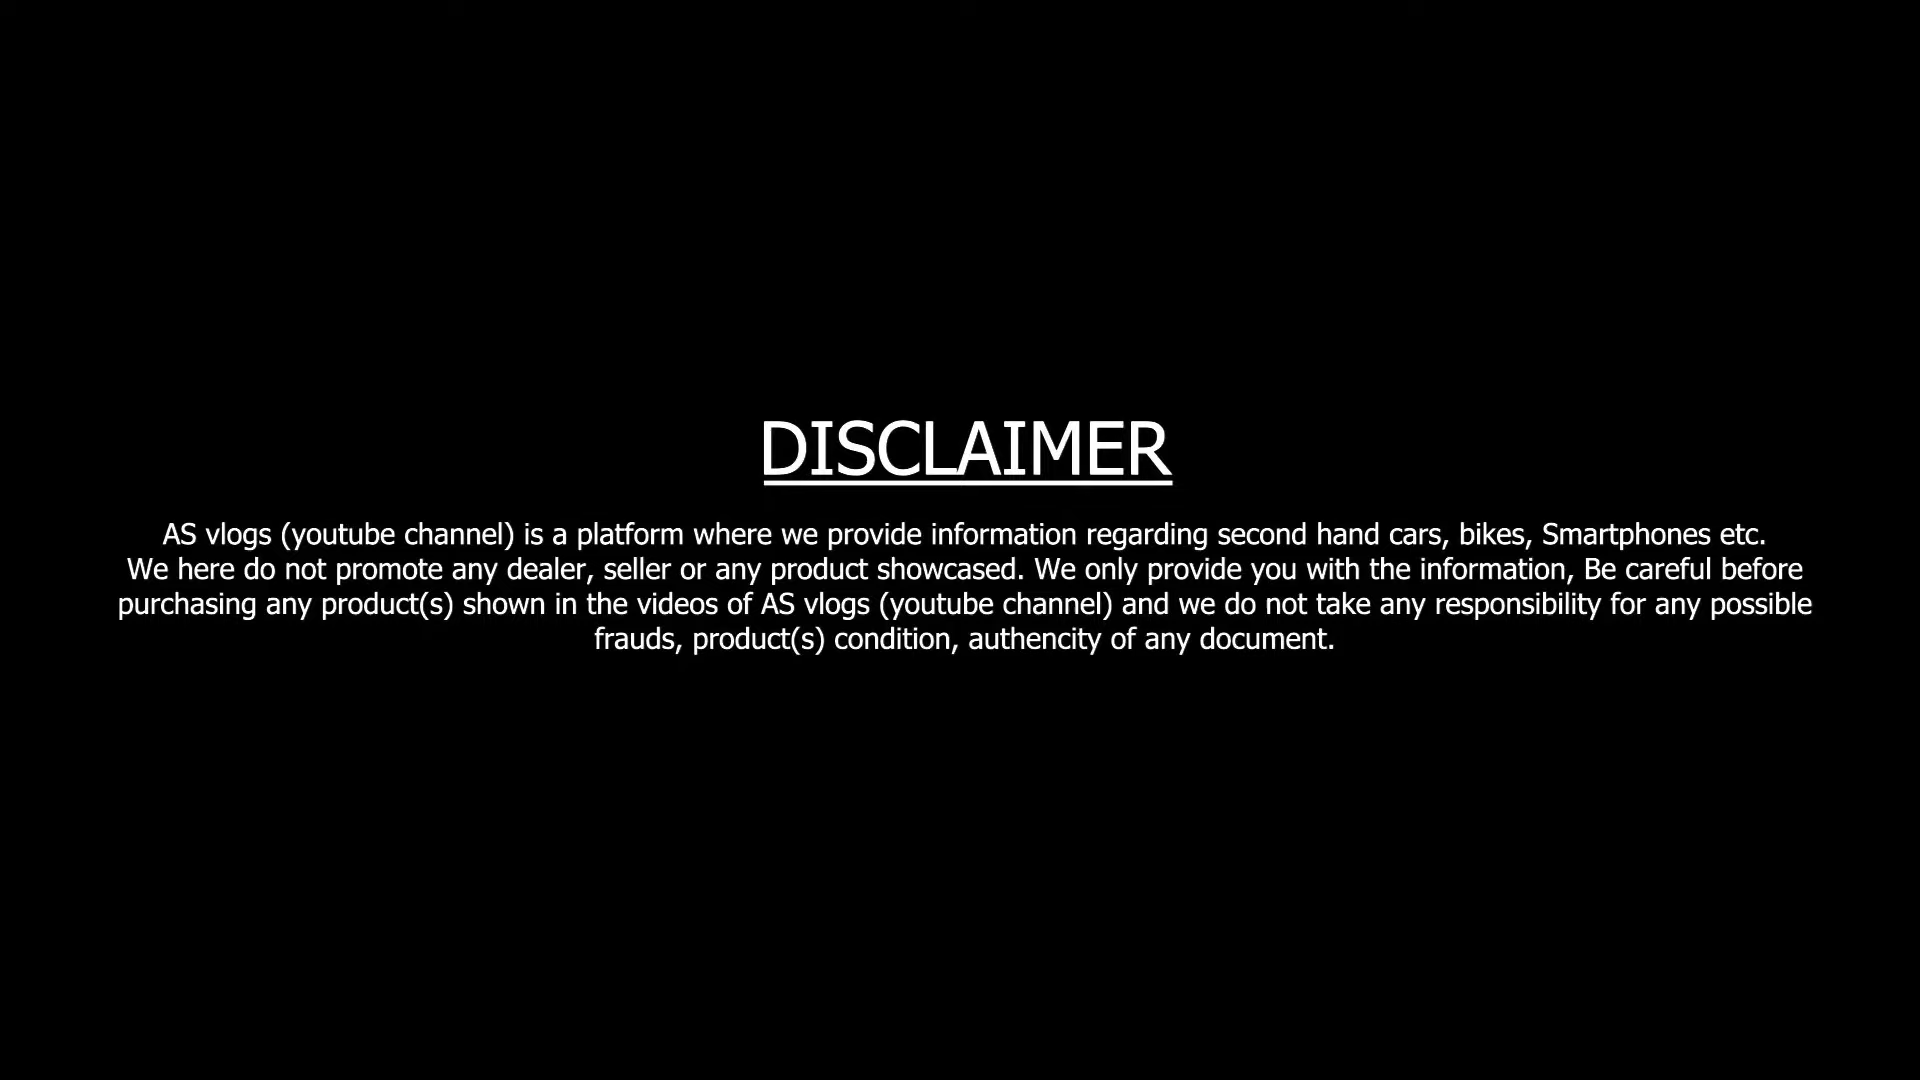 DISCLAIMER
AS vlogs (youtube channel) is a platform where we provide information regarding second hand cars, bikes, Smartphones etc.
We here do not promote any dealer, seller or any product showcased. We only provide you with the information, Be careful before
purchasing any product(s) shown in the videos of AS vlogs (youtube channel) and we do not take any responsibility for any possible
frauds, product(s) condition, authencity of any document.